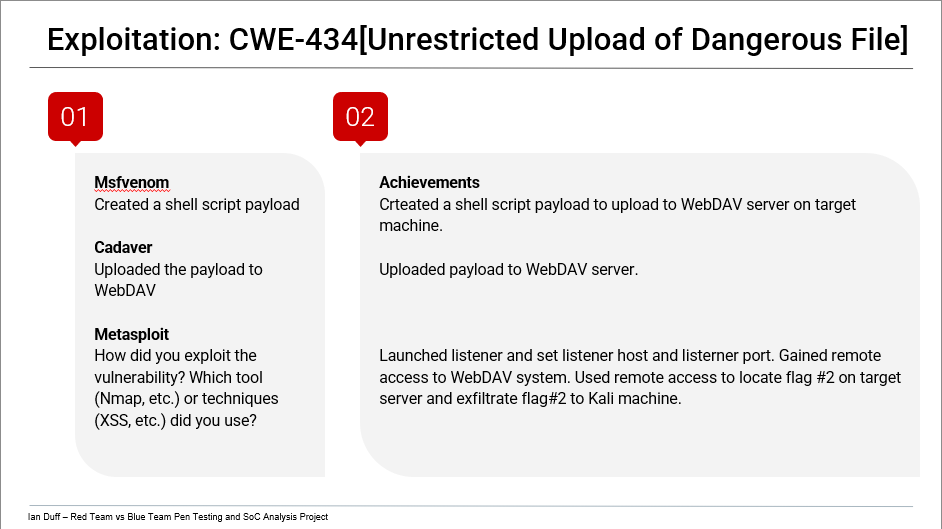 Exploitation: CWE-434[Unrestricted Upload of Dangerous File]
01
02
Msfvenom
Created a shell script payload
Cadaver
Uploaded the payload to
WebDAV
Metasploit
How did you exploit the
vulnerability? Which tool
(Nmap, etc.) or techniques
(XSS, etc.) did you use?
Achievements
Crteated a shell script payload to upload to WebDAV server on target
machine.
Uploaded payload to WebDAV server.
Launched listener and set listener host and listerner port. Gained remote
access to WebDAV system. Used remote access to locate flag #2 on target
server and exfiltrate flag#2 to Kali machine.
Ian Duff – Red Team vs Blue Team Pen Testing and SoC Analysis Project